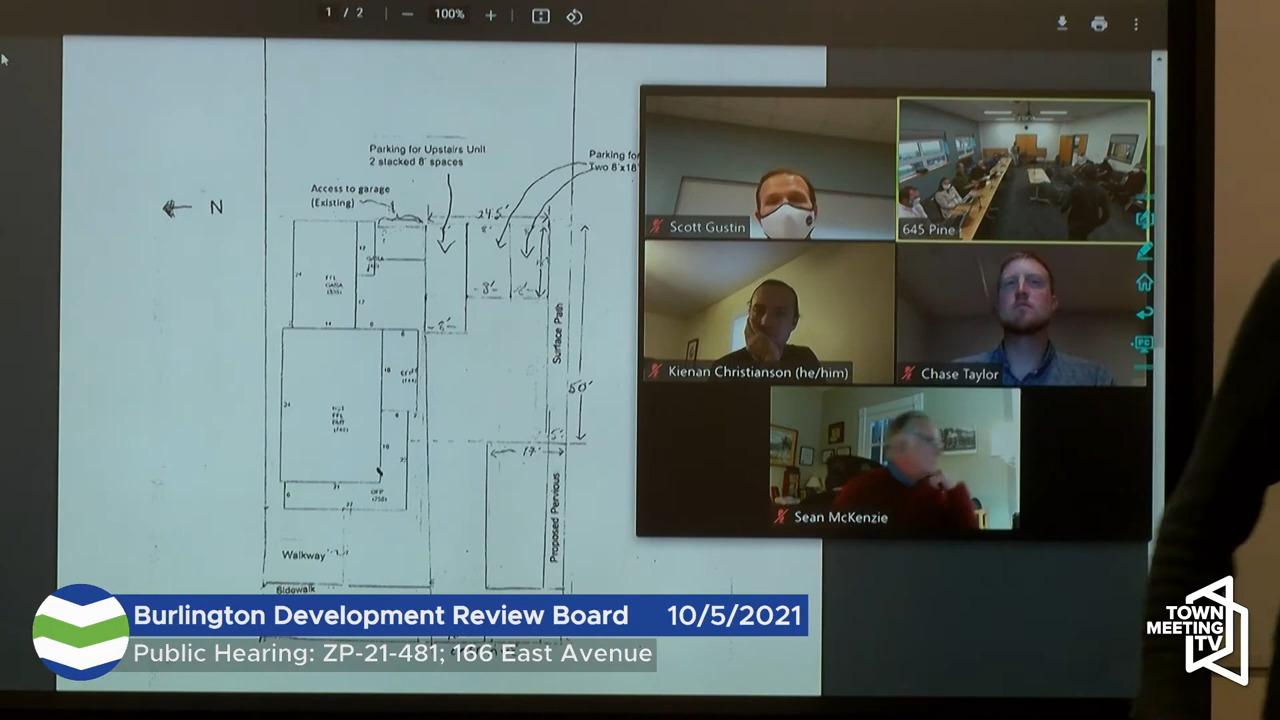 1 / 2 — 100% +
Parking for Upstairs Unit
2 stacked 8' spaces
Parking for
Two 8'x18'
Access to garage
(Existing)
N
24.5'
8'
Surface Path
50'
5'
17'
Proposed Pervious
Walkway
Sidewalk
Scott Gustin
645 Pine
Kienan Christianson (he/him)
Chase Taylor
Sean McKenzie
Burlington Development Review Board 10/5/2021
Public Hearing: ZP-21-481; 166 East Avenue
TOWN
MEETING
TV